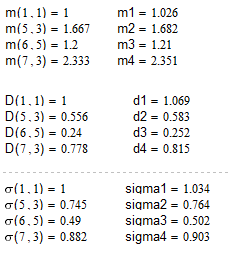 m(1,1) = 1 m1 = 1.026
m(5,3) = 1.667 m2 = 1.682
m(6,5) = 1.2 m3 = 1.21
m(7,3) = 2.333 m4 = 2.351
D(1,1) = 1 d1 = 1.069
D(5,3) = 0.556 d2 = 0.583
D(6,5) = 0.24 d3 = 0.252
D(7,3) = 0.778 d4 = 0.815
σ(1,1) = 1 sigma1 = 1.034
σ(5,3) = 0.745 sigma2 = 0.764
σ(6,5) = 0.49 sigma3 = 0.502
σ(7,3) = 0.882 sigma4 = 0.903